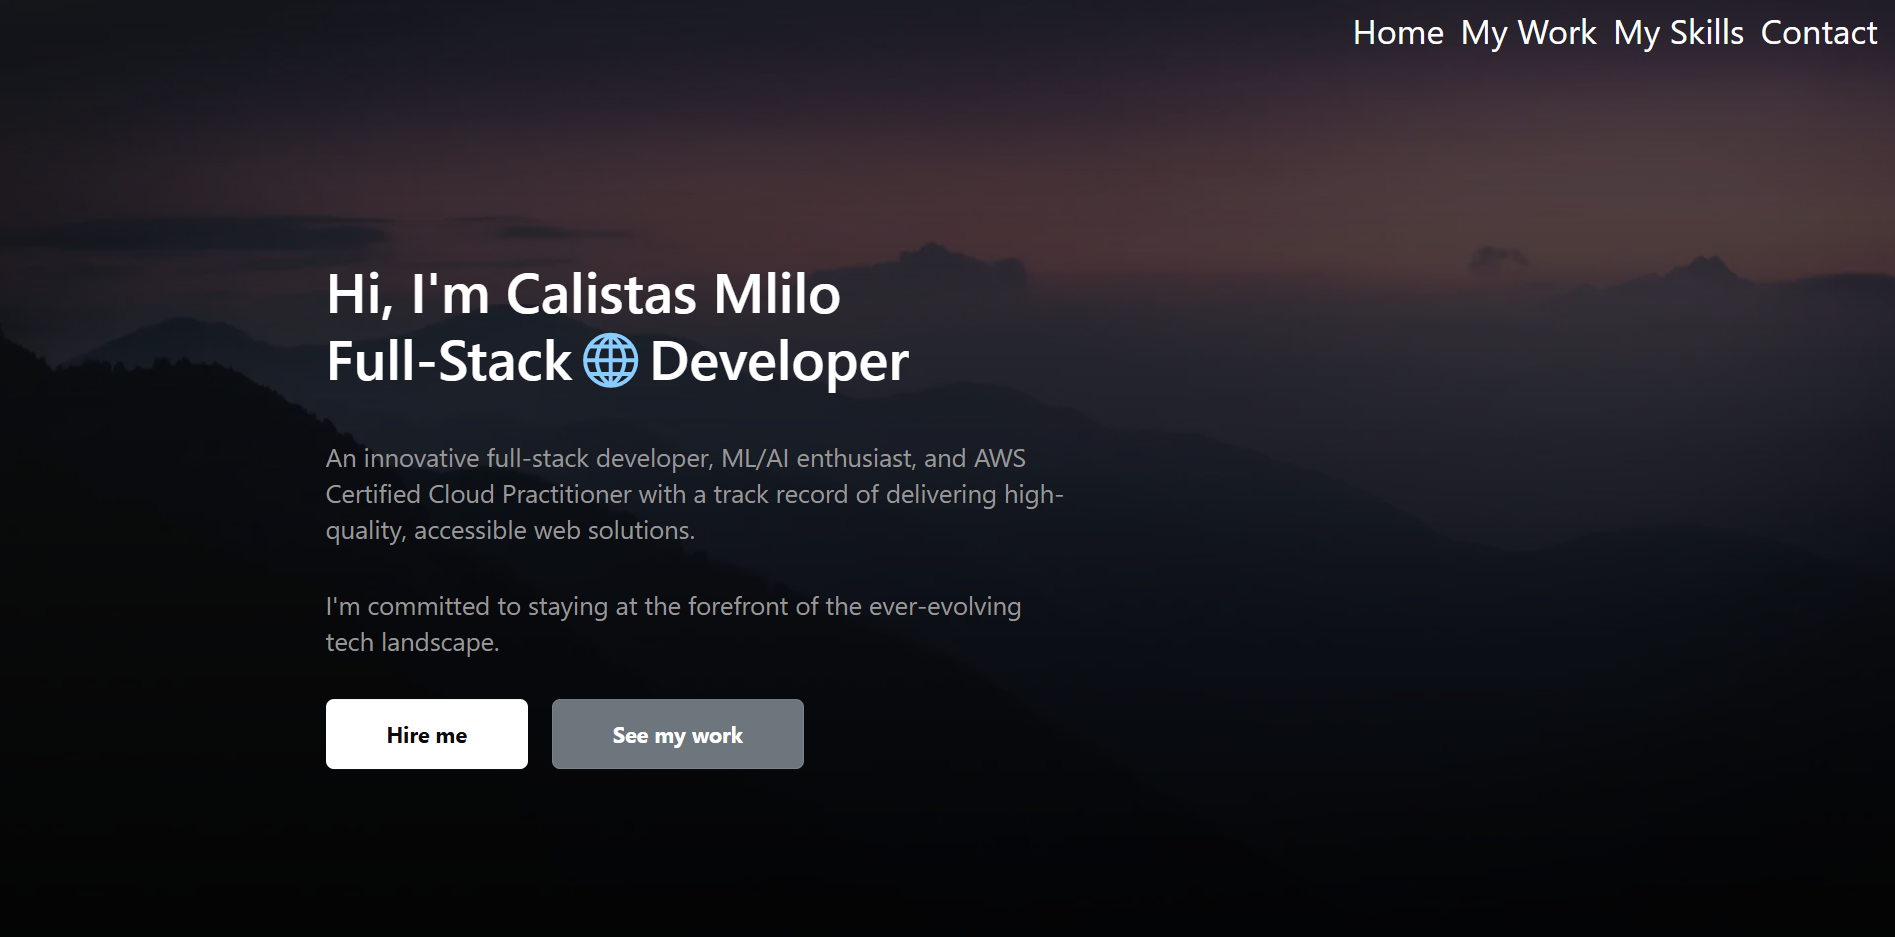 Home My Work My Skills Contact
Hi, I'm Calistas Mlilo
Full-Stack Developer
An innovative full-stack developer, ML/AI enthusiast, and AWS
Certified Cloud Practitioner with a track record of delivering high-
quality, accessible web solutions.
I'm committed to staying at the forefront of the ever-evolving
tech landscape.
Hire me
See my work